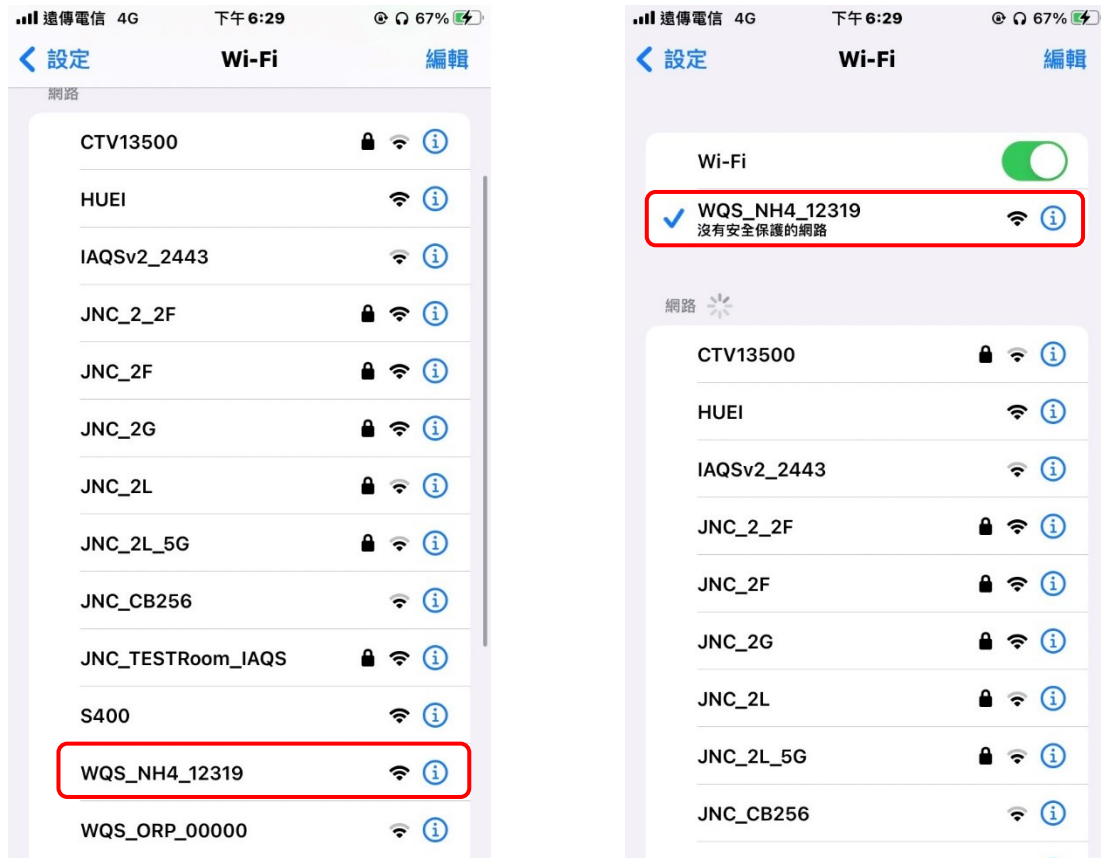 遠傳電信 4G 下午6:29 67%
設定 Wi-Fi 編輯
網路
CTV13500
HUEI
IAQSv2_2443
JNC_2_2F
JNC_2F
JNC_2G
JNC_2L
JNC_2L_5G
JNC_CB256
JNC_TESTRoom_IAQS
S400
WQS_NH4_12319
WQS_ORP_00000
遠傳電信 4G 下午6:29 67%
設定 Wi-Fi 編輯
Wi-Fi
WQS_NH4_12319
沒有安全保護的網路
網路
CTV13500
HUEI
IAQSv2_2443
JNC_2_2F
JNC_2F
JNC_2G
JNC_2L
JNC_2L_5G
JNC_CB256